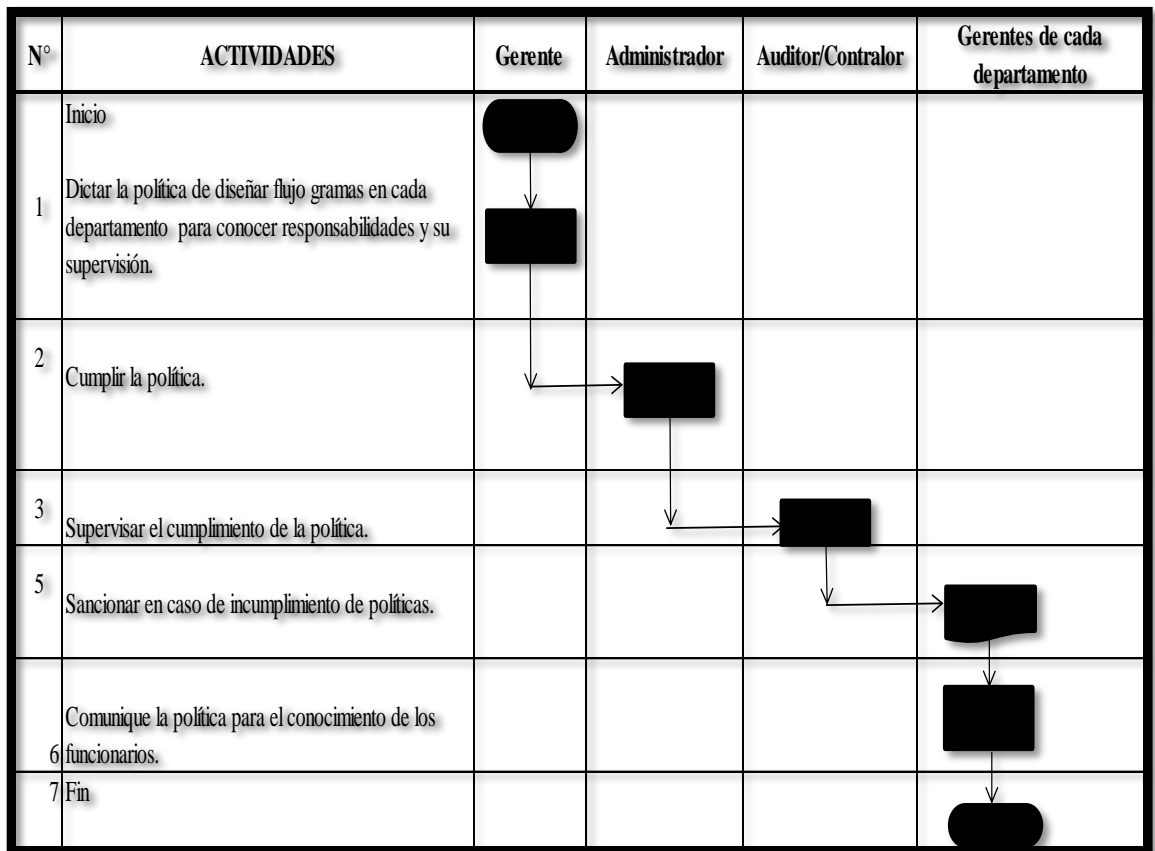 N° ACTIVIDADES Gerente Administrador Auditor/Contralor Gerentes de cada
departamento
Inicio
1 Dictar la política de diseñar flujo gramas en cada
departamento para conocer responsabilidades y su
supervisión.
2
Cumplir la política.
3
Supervisar el cumplimiento de la política.
5
Sancionar en caso de incumplimiento de políticas.
Comunique la política para el conocimiento de los
6 funcionarios.
7 Fin